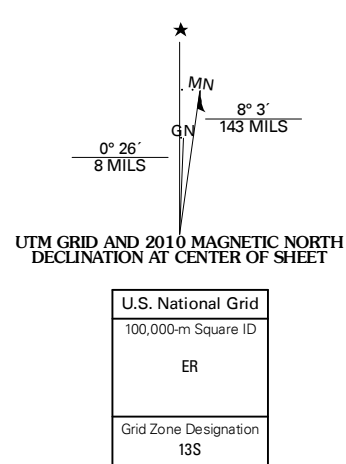 MN
8° 3´
143 MILS
GN
0° 26´
8 MILS
UTM GRID AND 2010 MAGNETIC NORTH
DECLINATION AT CENTER OF SHEET
U.S. National Grid
100,000-m Square ID
ER
Grid Zone Designation
13S